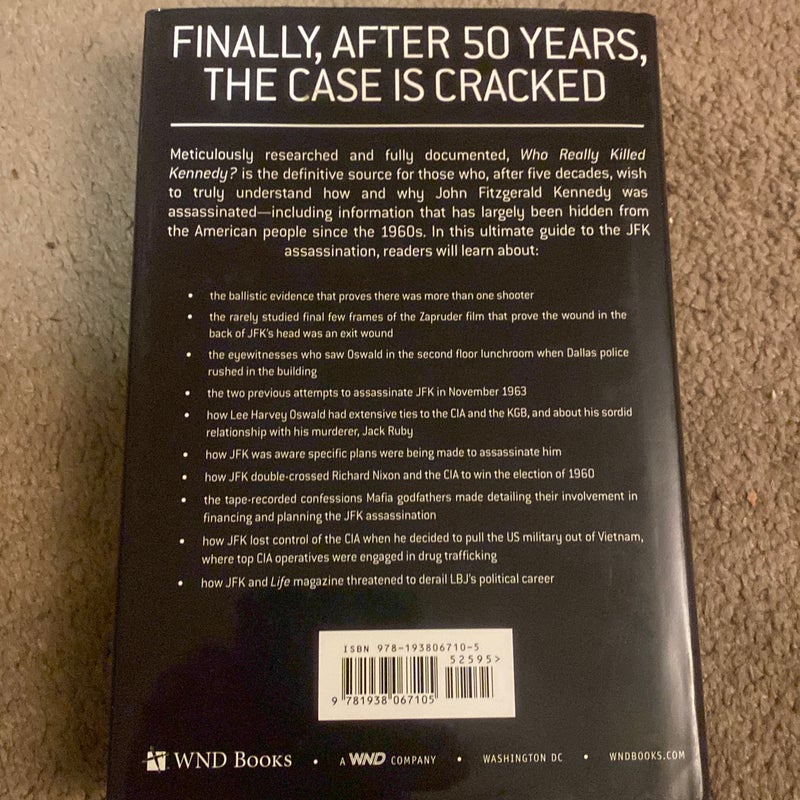 FINALLY, AFTER 50 YEARS,
THE CASE IS CRACKED
Meticulously researched and fully documented, Who Really Killed
Kennedy? is the definitive source for those who, after five decades, wish
to truly understand how and why John Fitzgerald Kennedy was
assassinated—including information that has largely been hidden from
the American people since the 1960s. In this ultimate guide to the JFK
assassination, readers will learn about:
• the ballistic evidence that proves there was more than one shooter
• the rarely studied final few frames of the Zapruder film that prove the wound in the
back of JFK's head was an exit wound
• the eyewitnesses who saw Oswald in the second floor lunchroom when Dallas police
rushed in the building
• the two previous attempts to assassinate JFK in November 1963
• how Lee Harvey Oswald had extensive ties to the CIA and the KGB, and about his sordid
relationship with his murderer, Jack Ruby
• how JFK was aware specific plans were being made to assassinate him
• how JFK double-crossed Richard Nixon and the CIA to win the election of 1960
• the tape-recorded confessions Mafia godfathers made detailing their involvement in
financing and planning the JFK assassination
• how JFK lost control of the CIA when he decided to pull the US military out of Vietnam,
where top CIA operatives were engaged in drug trafficking
• how JFK and Life magazine threatened to derail LBJ's political career
ISBN 978-193806710-5
52595>
9 781938 067105
WND BOOKS • A WND COMPANY • WASHINGTON DC • WNDBOOKS.COM